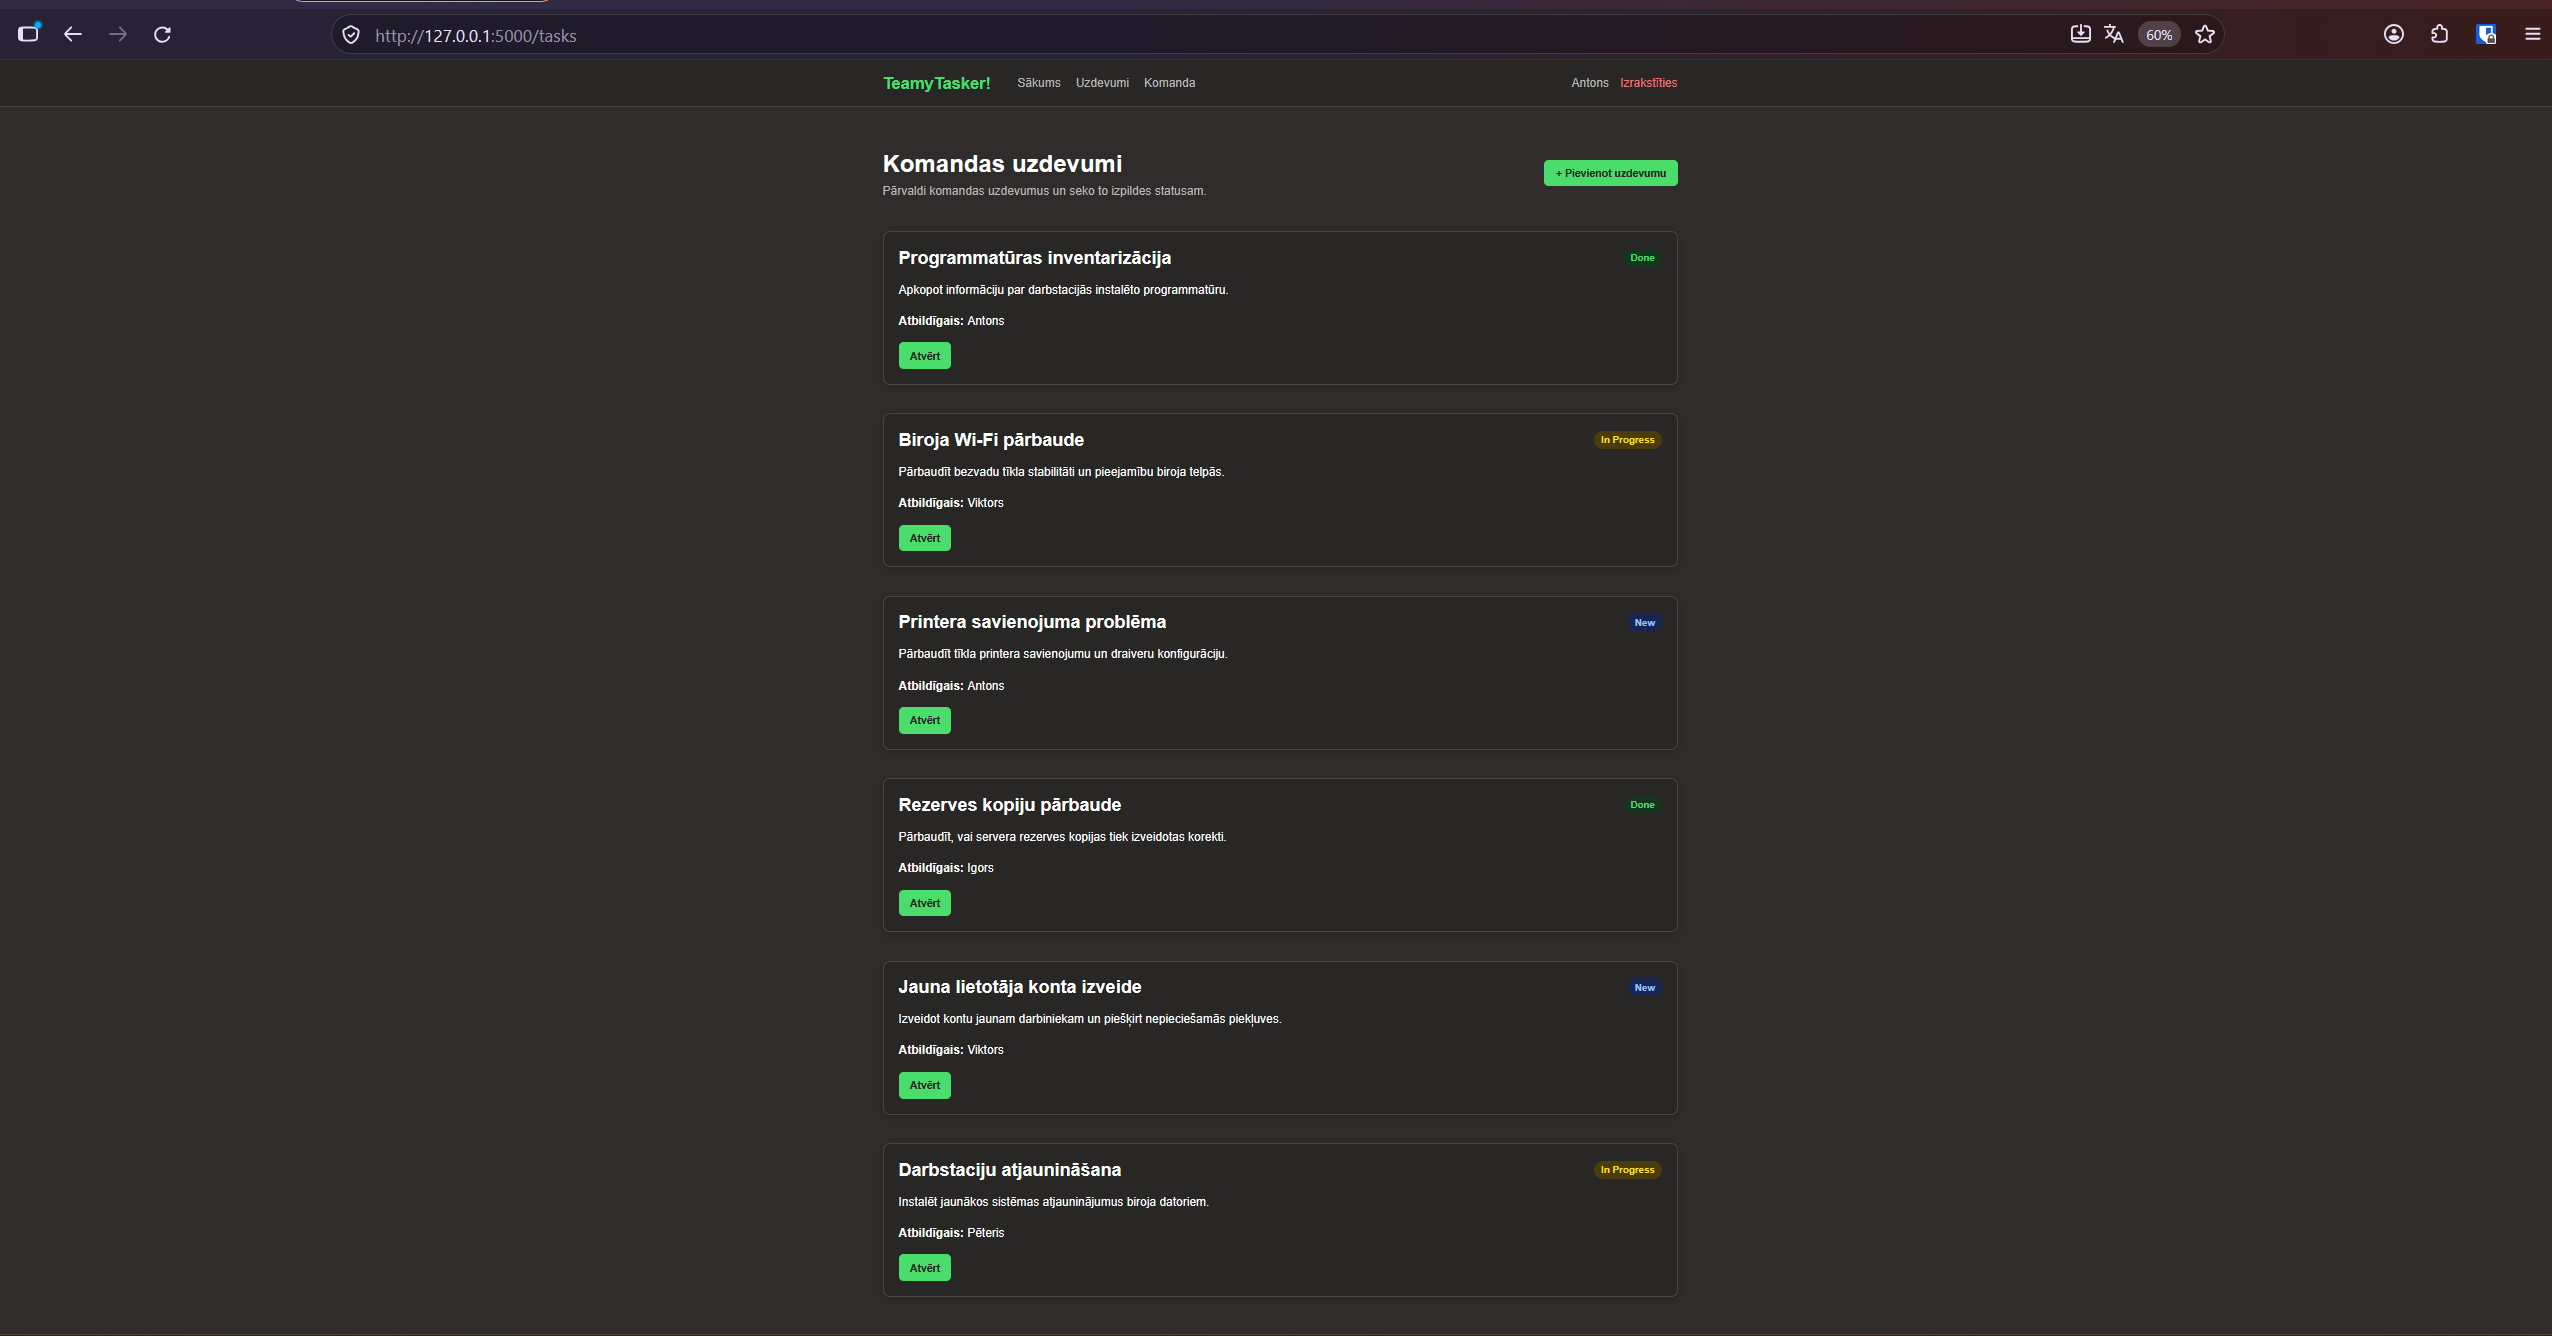 http://127.0.0.1:5000/tasks
60%
TeamyTasker! Sākums Uzdevumi Komanda Antons Izrakstīties
Komandas uzdevumi
+ Pievienot uzdevumu
Pārvaldi komandas uzdevumus un seko to izpildes statusam.
Programmatūras inventarizācija Done
Apkopot informāciju par darbstacijās instalēto programmatūru.
Atbildīgais: Antons
Atvērt
Biroja Wi-Fi pārbaude In Progress
Pārbaudīt bezvadu tīkla stabilitāti un pieejamību biroja telpās.
Atbildīgais: Viktors
Atvērt
Printera savienojuma problēma New
Pārbaudīt tīkla printera savienojumu un draiveru konfigurāciju.
Atbildīgais: Antons
Atvērt
Rezerves kopiju pārbaude Done
Pārbaudīt, vai servera rezerves kopijas tiek izveidotas korekti.
Atbildīgais: Igors
Atvērt
Jauna lietotāja konta izveide New
Izveidot kontu jaunam darbiniekam un piešķirt nepieciešamās piekļuves.
Atbildīgais: Viktors
Atvērt
Darbstaciju atjaunināšana In Progress
Instalēt jaunākos sistēmas atjauninājumus biroja datoriem.
Atbildīgais: Pēteris
Atvērt